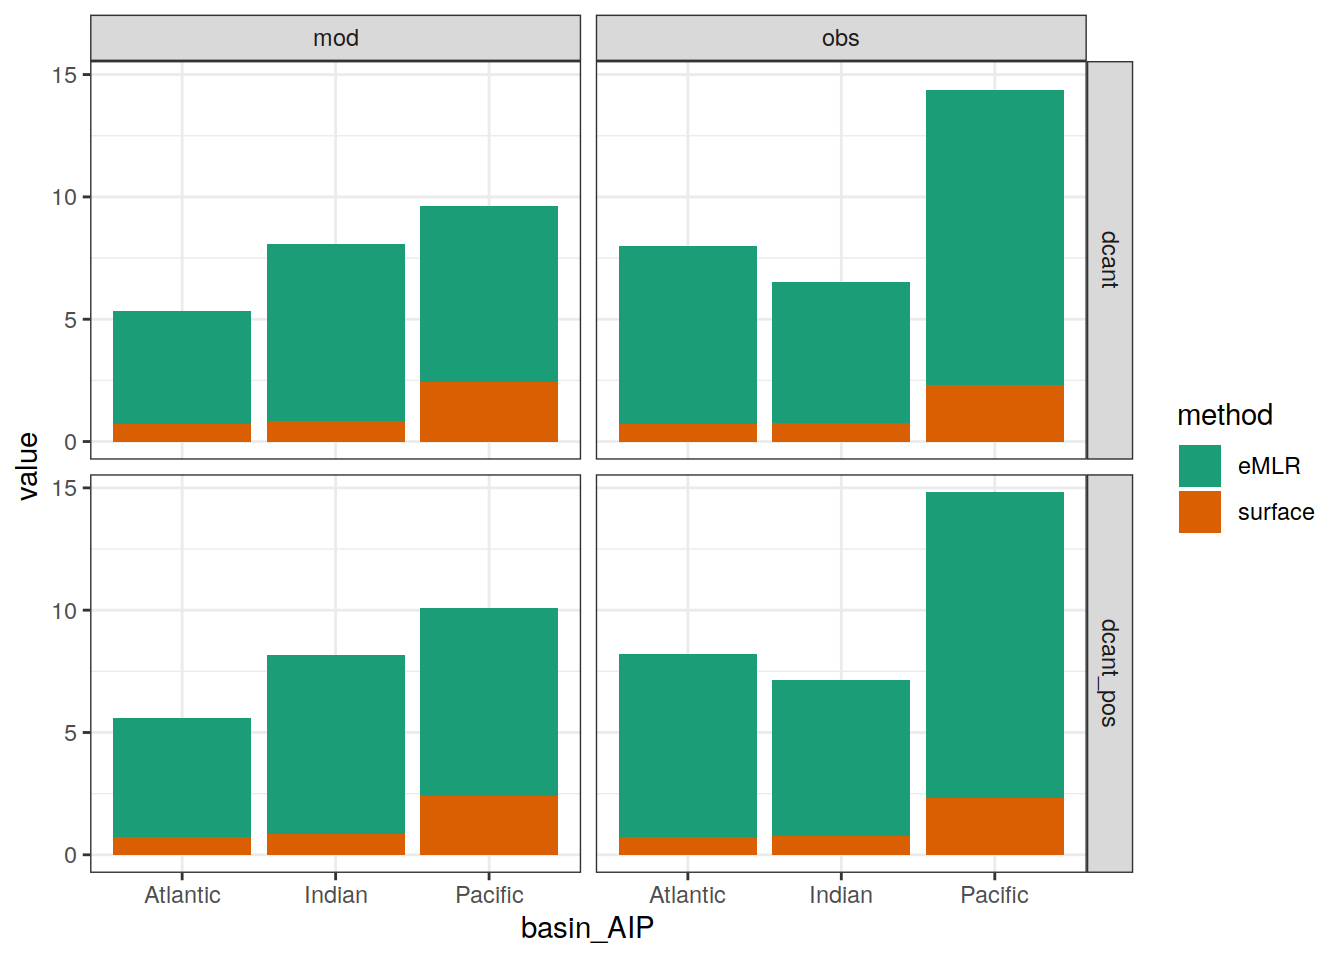 mod
obs
15
10
5
0
dcant
15
10
5
0
dcant_pos
value
Atlantic
Indian
Pacific
Atlantic
Indian
Pacific
basin_AIP
method
eMLR
surface